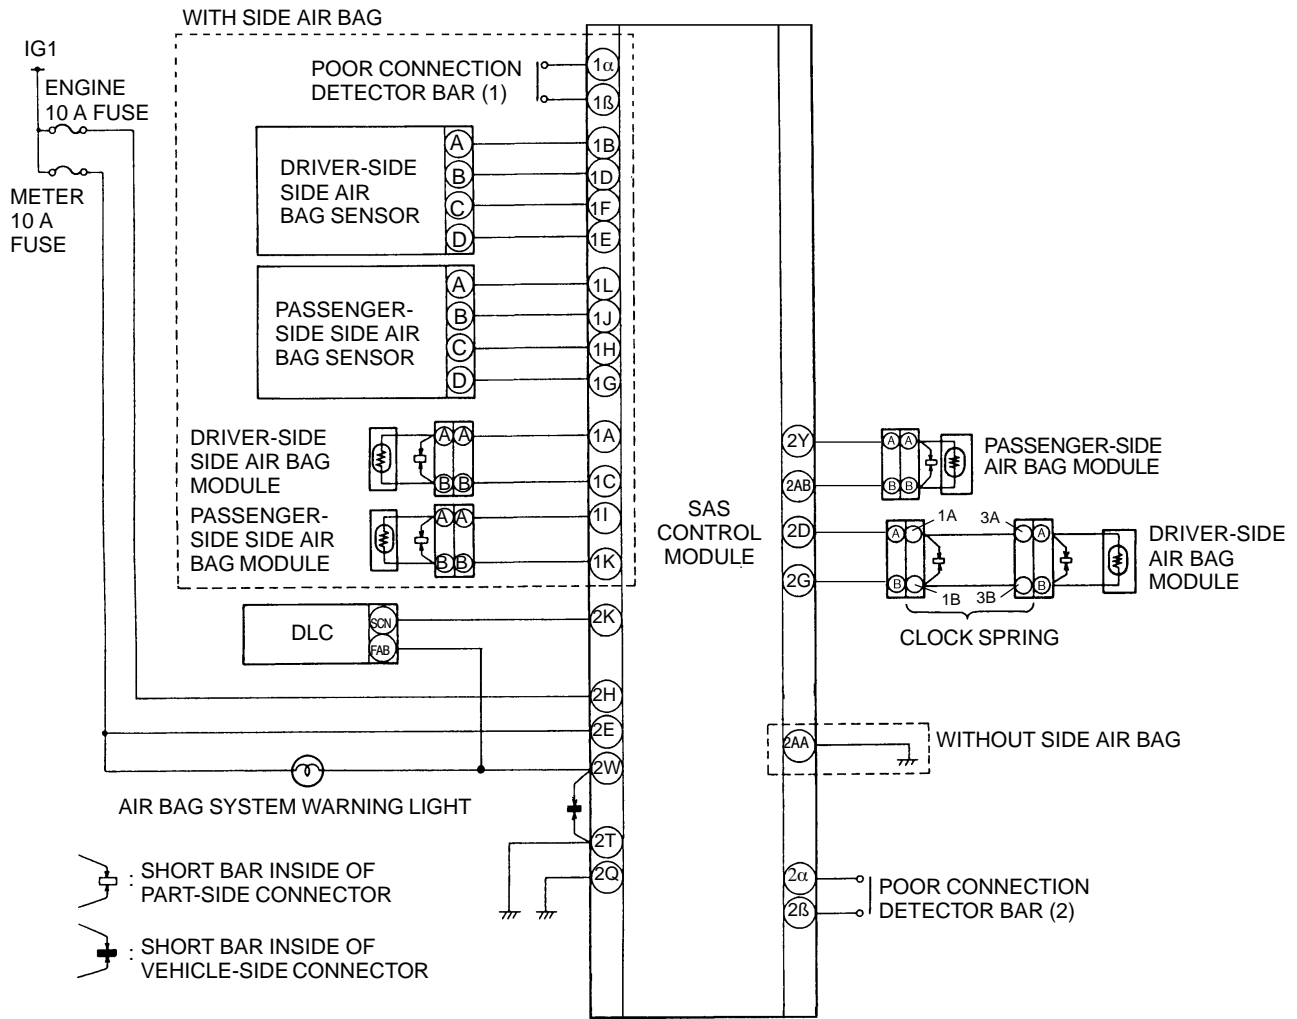 WITH SIDE AIR BAG
IG1
ENGINE
10 A FUSE
METER
10 A
FUSE
POOR CONNECTION
DETECTOR BAR (1)
1α
1ß
DRIVER-SIDE
SIDE AIR
BAG SENSOR
A
B
C
D
1B
1D
1F
1E
PASSENGER-
SIDE SIDE AIR
BAG SENSOR
A
B
C
D
1L
1J
1H
1G
DRIVER-SIDE
SIDE AIR BAG
MODULE
A A
B B
1A
1C
PASSENGER-
SIDE SIDE AIR
BAG MODULE
A A
B B
1I
1K
DLC
SCN
FAB
2K
2H
2E
2W
2T
2Q
AIR BAG SYSTEM WARNING LIGHT
SAS
CONTROL
MODULE
2Y
2AB
2D
2G
2AA
2α
2ß
A A
B B
PASSENGER-SIDE
AIR BAG MODULE
1A 3A
A A
B B
1B 3B
DRIVER-SIDE
AIR BAG
MODULE
CLOCK SPRING
WITHOUT SIDE AIR BAG
POOR CONNECTION
DETECTOR BAR (2)
: SHORT BAR INSIDE OF
PART-SIDE CONNECTOR
: SHORT BAR INSIDE OF
VEHICLE-SIDE CONNECTOR